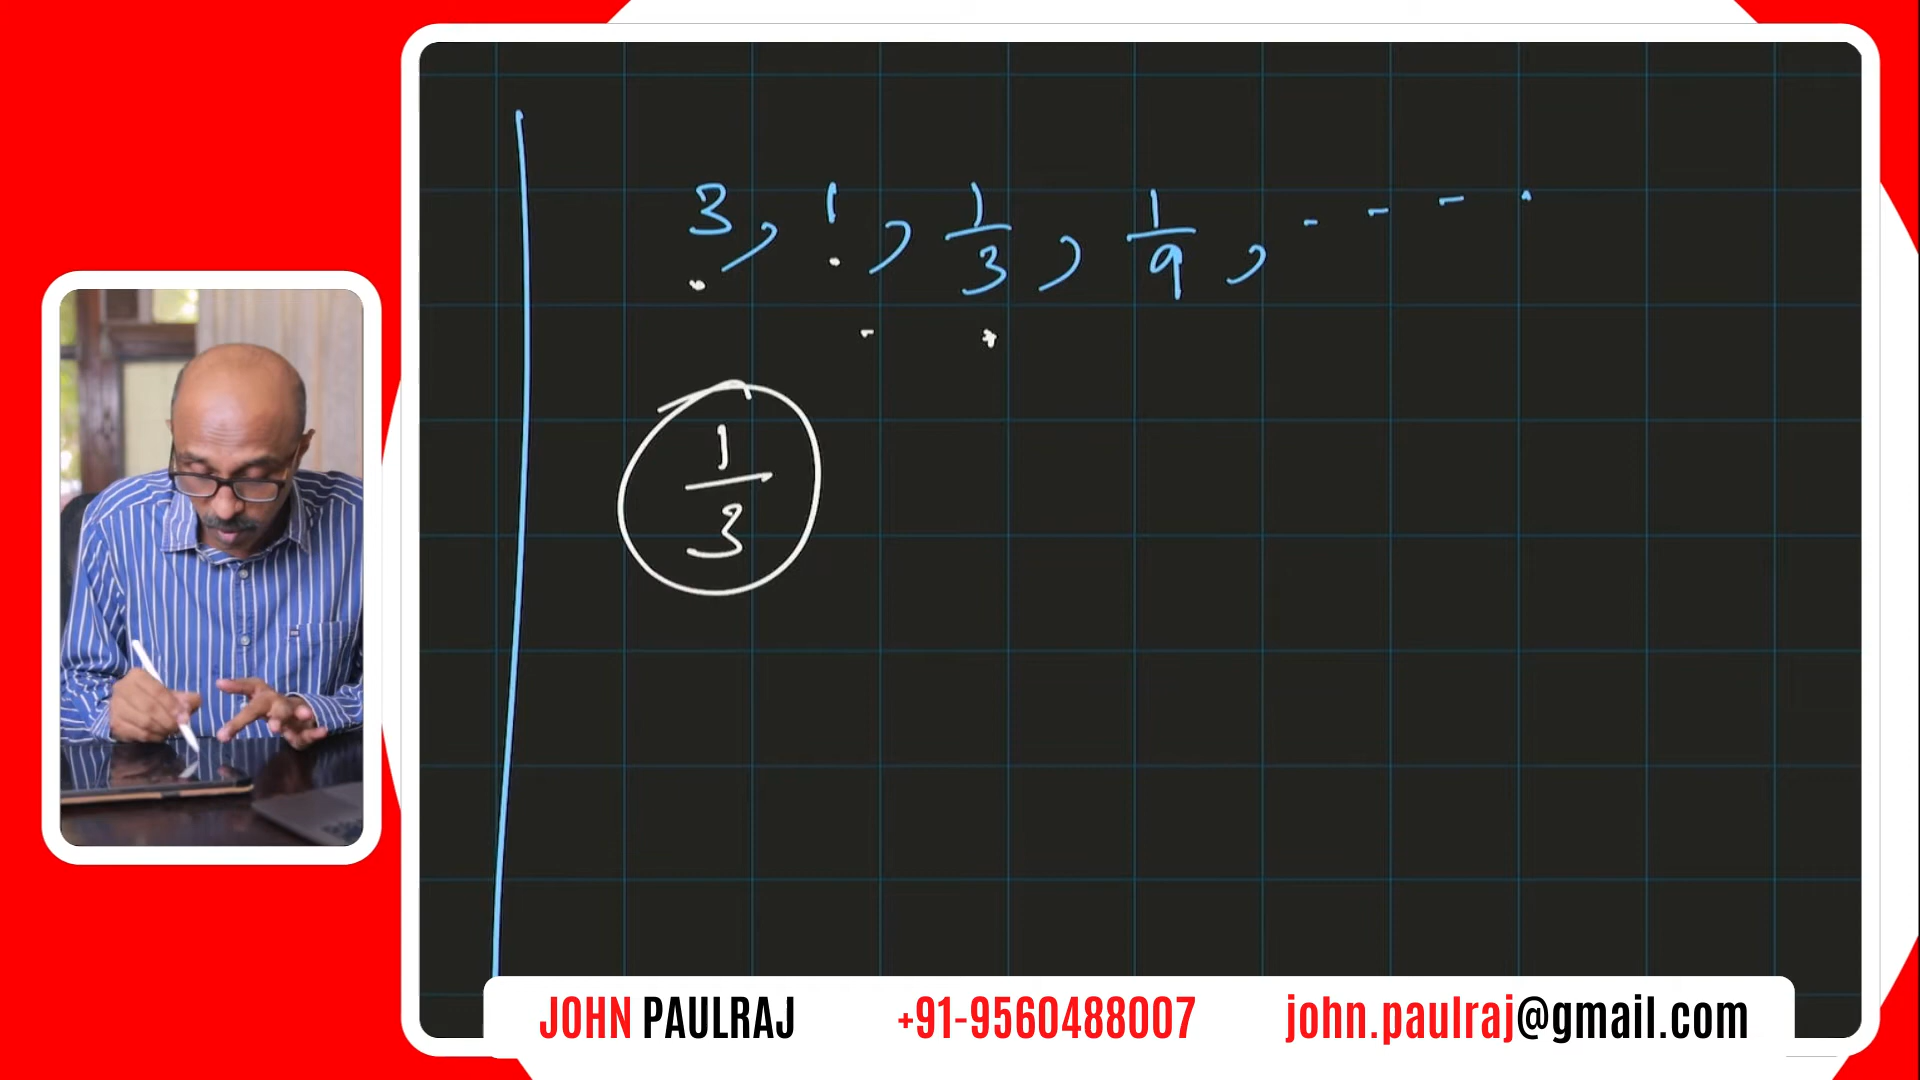 3, 1, 1/3, 1/9, - - - .
1/3
JOHN PAULRAJ +91-9560488007 john.paulraj@gmail.com